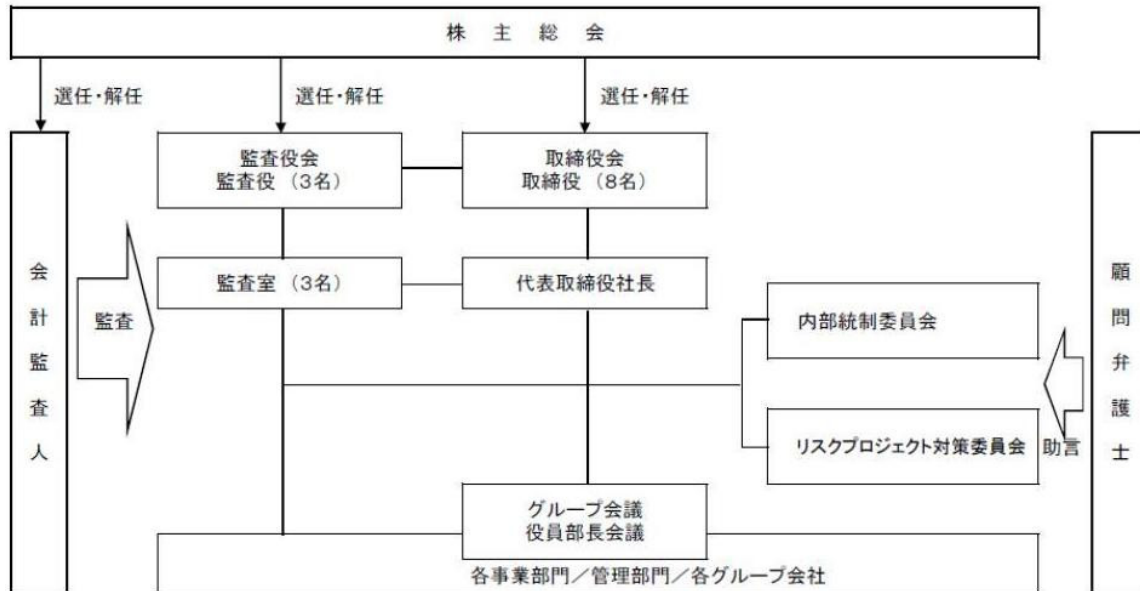 株主総会
選任・解任
選任・解任
選任・解任
監査役会
監査役 （3名）
取締役会
取締役 （8名）
会計監査人
監査
監査室 （3名）
代表取締役社長
内部統制委員会
リスクプロジェクト対策委員会
助言
顧問弁護士
グループ会議
役員部長会議
各事業部門／管理部門／各グループ会社